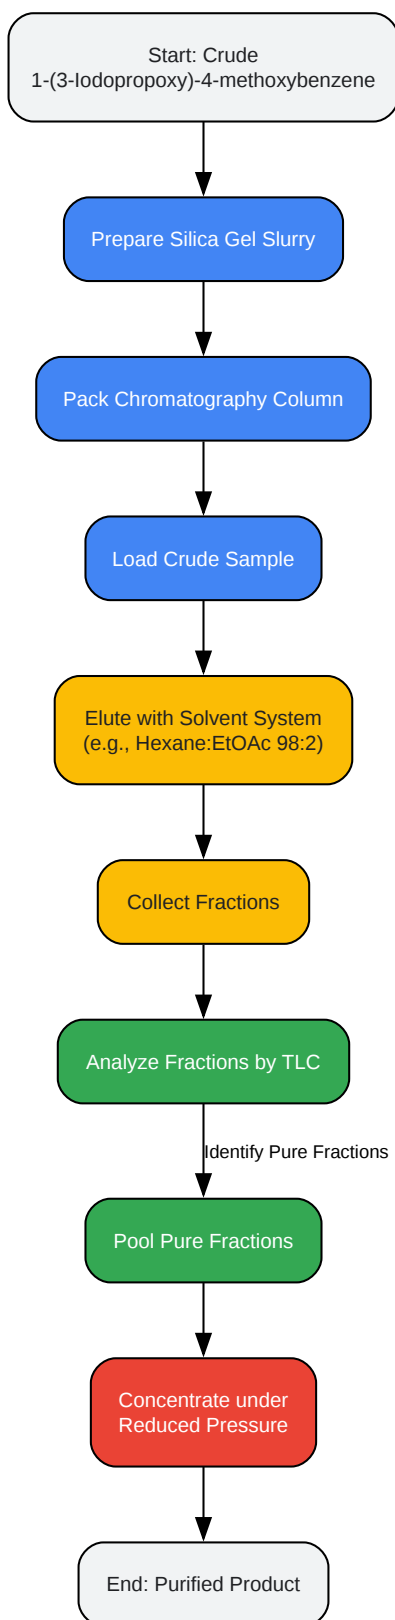 Start: Crude
1-(3-Iodopropoxy)-4-methoxybenzene
Prepare Silica Gel Slurry
Pack Chromatography Column
Load Crude Sample
Elute with Solvent System
(e.g., Hexane:EtOAc 98:2)
Collect Fractions
Analyze Fractions by TLC
Identify Pure Fractions
Pool Pure Fractions
Concentrate under
Reduced Pressure
End: Purified Product